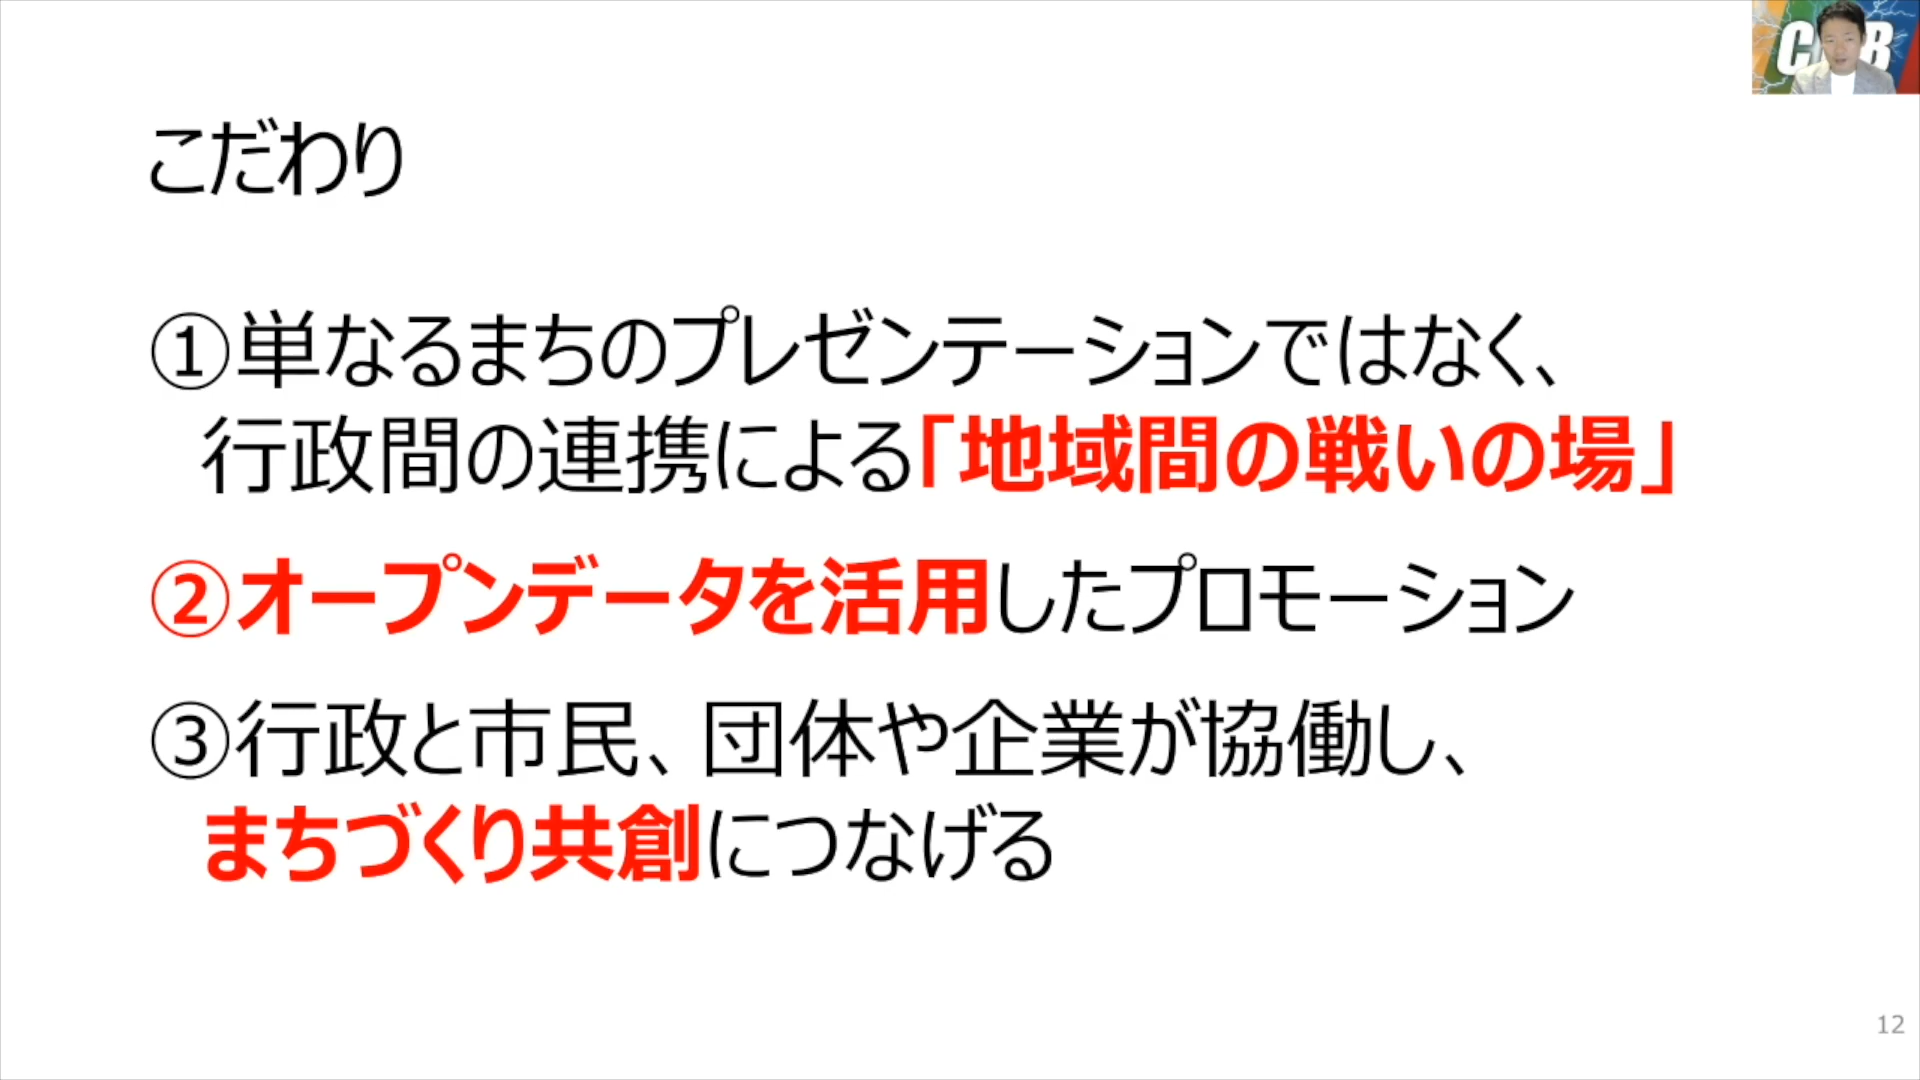 こだわり
①単なるまちのプレゼンテーションではなく、
行政間の連携による「地域間の戦いの場」
②オープンデータを活用したプロモーション
③行政と市民、団体や企業が協働し、
まちづくり共創につなげる
12